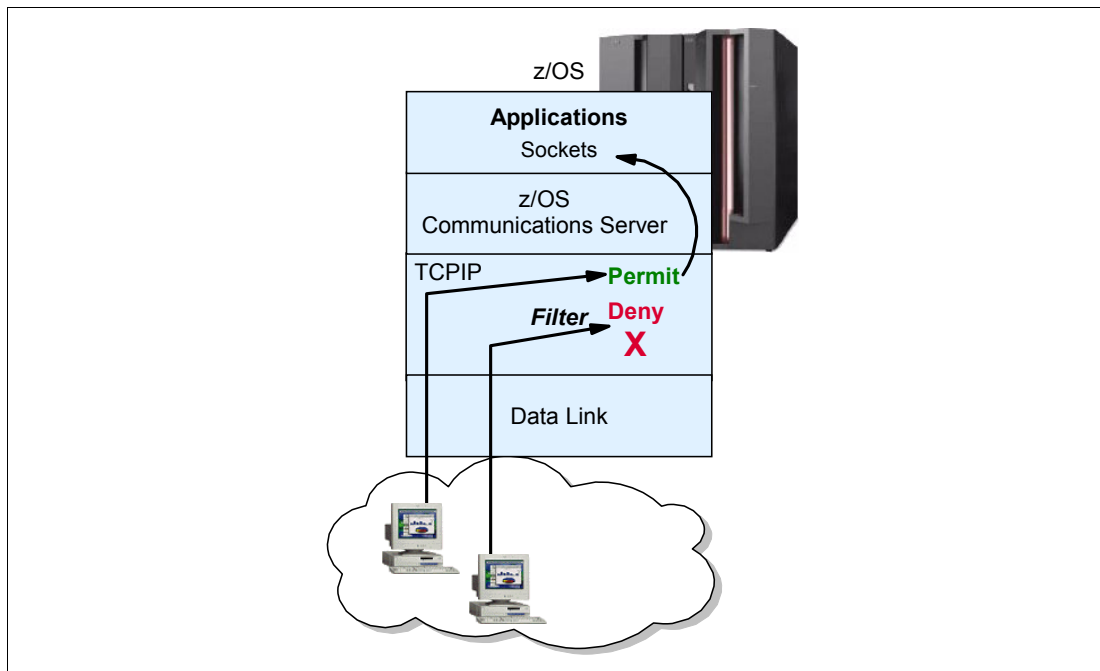 z/OS
Applications
Sockets
z/OS
Communications Server
TCPIP
Permit
Filter
Deny
X
Data Link